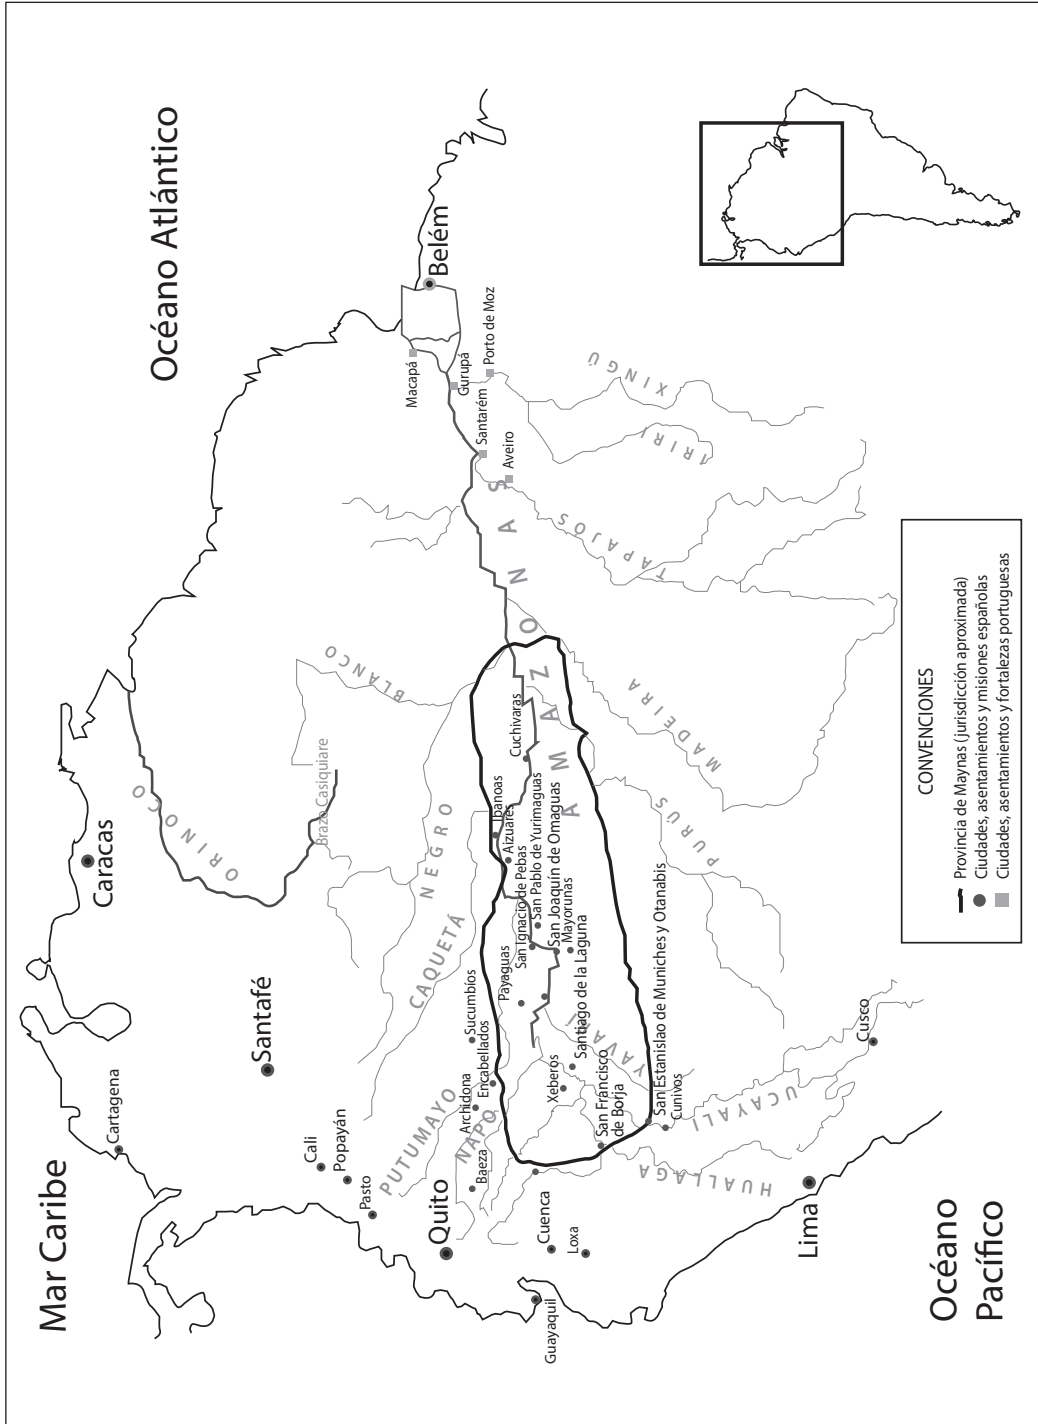 Mar Caribe
Océano Atlántico
Cartagena
Caracas
ORINOCO
Santafé
Brazo Casiquiare
Cali
Popayán
Pasto
BLANCO
NEGRO
CAQUETÁ
PUTUMAYO
NAPO
Quito
Baeza
Archidona
Encabellados
Sucumbíos
Payaguas
San Ignacio de Pebas
San Pablo de Yurimaguas
San Joaquín de Omaguas
Mayorunas
Santiago de la Laguna
Aizuares
Ibanoas
Cuchivaras
AMAZONAS
Macapá
Belém
Gurupá
Porto de Moz
Santarém
Aveiro
XINGÚ
IRIRI
TAPAJÓS
MADEIRA
PURÚS
YAVARÍ
Xeberos
San Francisco
de Borja
San Estanislao de Muniches y Otanabis
Cunivos
UCAYALI
HUALLAGA
Cuenca
Loxa
Guayaquil
Lima
Cusco
Océano
Pacífico
CONVENCIONES
Provincia de Maynas (jurisdicción aproximada)
Ciudades, asentamientos y misiones españolas
Ciudades, asentamientos y fortalezas portuguesas